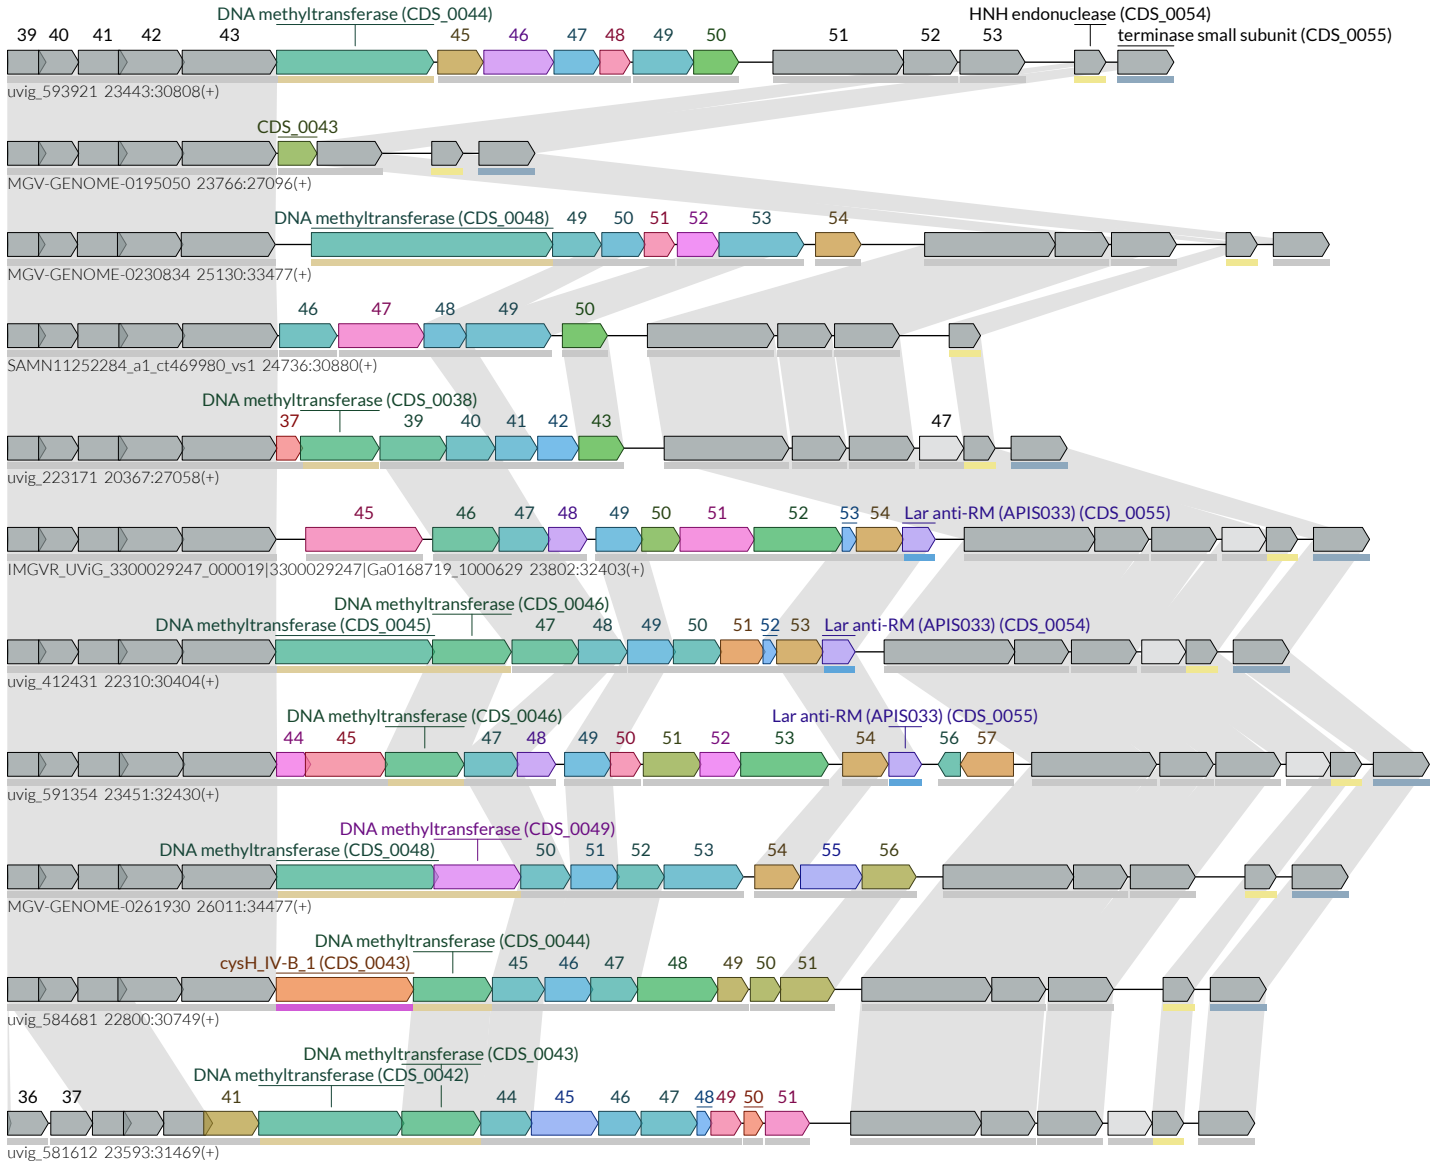 DNA methyltransferase (CDS_0044) HNH endonuclease (CDS_0054)
39 40 41 42 43 45 46 47 48 49 50 51 52 53 terminase small subunit (CDS_0055)
uvig_593921 23443:30808(+)
CDS_0043
MGV-GENOME-0195050 23766:27096(+)
DNA methyltransferase (CDS_0048) 49 50 51 52 53 54
MGV-GENOME-0230834 25130:33477(+)
46 47 48 49 50
SAMN11252284_a1_ct469980_vs1 24736:30880(+)
DNA methyltransferase (CDS_0038)
37 39 40 41 42 43 47
uvig_223171 20367:27058(+)
45 46 47 48 49 50 51 52 53 54 Lar anti-RM (APIS033) (CDS_0055)
IMGVR_UViG_3300029247_000019|3300029247|Ga0168719_1000629 23802:32403(+)
DNA methyltransferase (CDS_0046)
DNA methyltransferase (CDS_0045) 47 48 49 50 51 52 53 Lar anti-RM (APIS033) (CDS_0054)
uvig_412431 22310:30404(+)
DNA methyltransferase (CDS_0046) Lar anti-RM (APIS033) (CDS_0055)
44 45 47 48 49 50 51 52 53 54 56 57
uvig_591354 23451:32430(+)
DNA methyltransferase (CDS_0049)
DNA methyltransferase (CDS_0048) 50 51 52 53 54 55 56
MGV-GENOME-0261930 26011:34477(+)
DNA methyltransferase (CDS_0044)
cysH_IV-B_1 (CDS_0043) 45 46 47 48 49 50 51
uvig_584681 22800:30749(+)
DNA methyltransferase (CDS_0043)
DNA methyltransferase (CDS_0042)
36 37 41 44 45 46 47 48 49 50 51
uvig_581612 23593:31469(+)